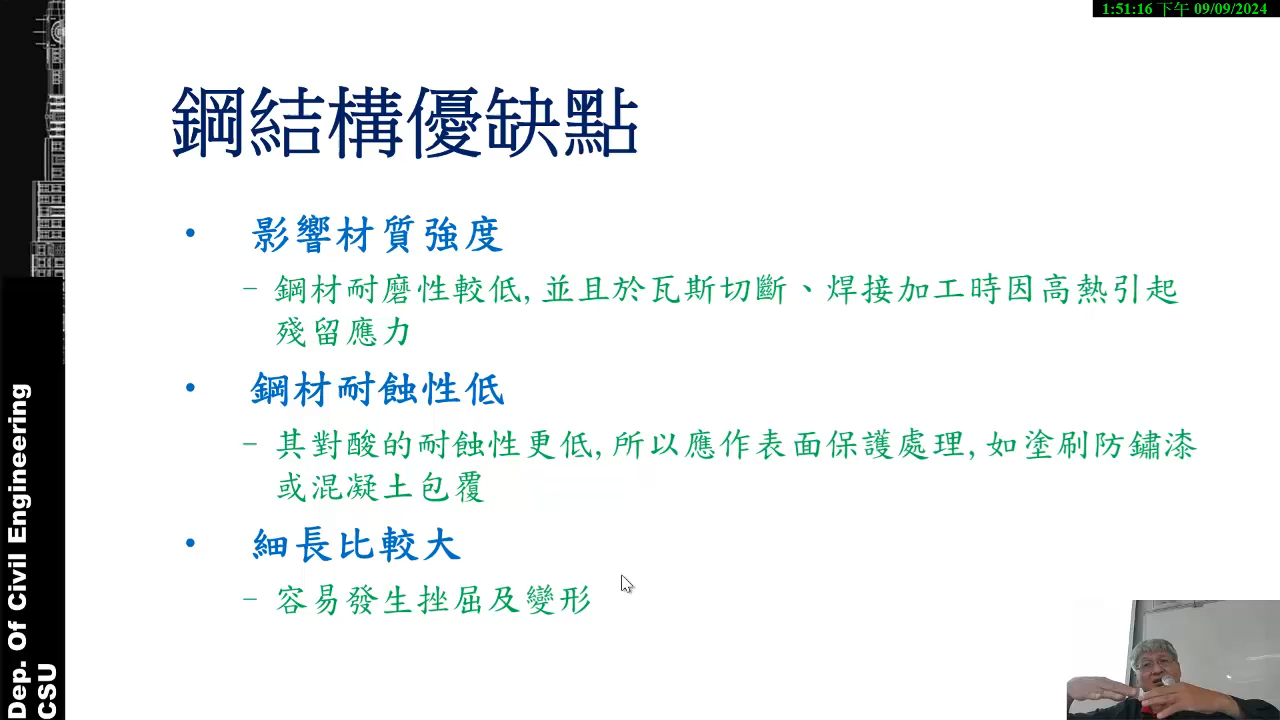 1:51:16 下午 09/09/2024
鋼結構優缺點
• 影響材質強度
– 鋼材耐磨性較低, 並且於瓦斯切斷、焊接加工時因高熱引起
殘留應力
• 鋼材耐蝕性低
– 其對酸的耐蝕性更低, 所以應作表面保護處理, 如塗刷防鏽漆
或混凝土包覆
• 細長比較大
– 容易發生挫屈及變形
Dep. Of Civil Engineering
CSU